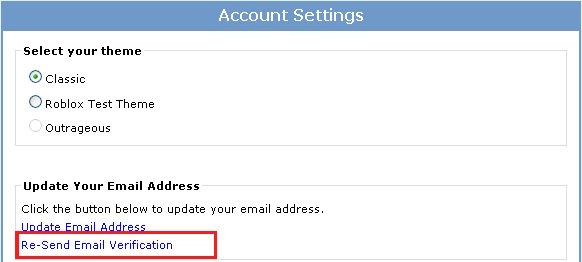 Account Settings
Select your theme
Classic
Roblox Test Theme
Outrageous
Update Your Email Address
Click the button below to update your email address.
Update Email Address
Re-Send Email Verification